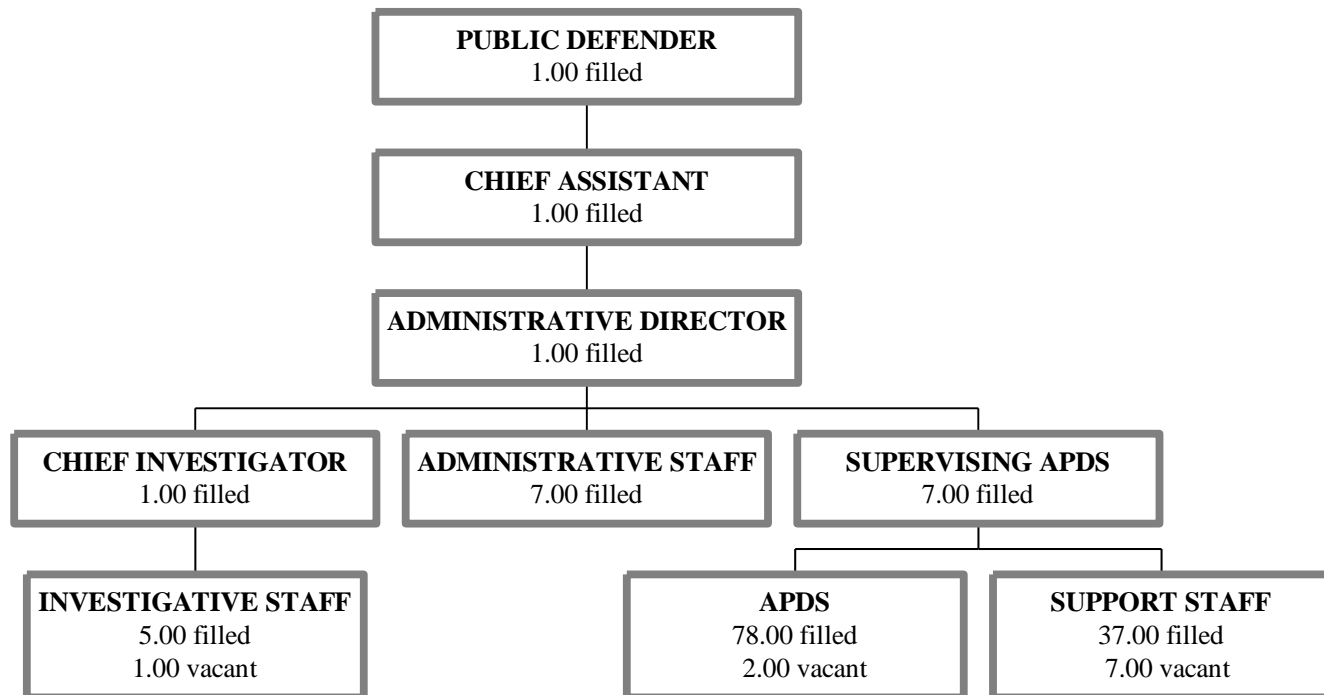 PUBLIC DEFENDER
1.00 filled
CHIEF ASSISTANT
1.00 filled
ADMINISTRATIVE DIRECTOR
1.00 filled
CHIEF INVESTIGATOR
1.00 filled
ADMINISTRATIVE STAFF
7.00 filled
SUPERVISING APDS
7.00 filled
INVESTIGATIVE STAFF
5.00 filled
1.00 vacant
APDS
78.00 filled
2.00 vacant
SUPPORT STAFF
37.00 filled
7.00 vacant